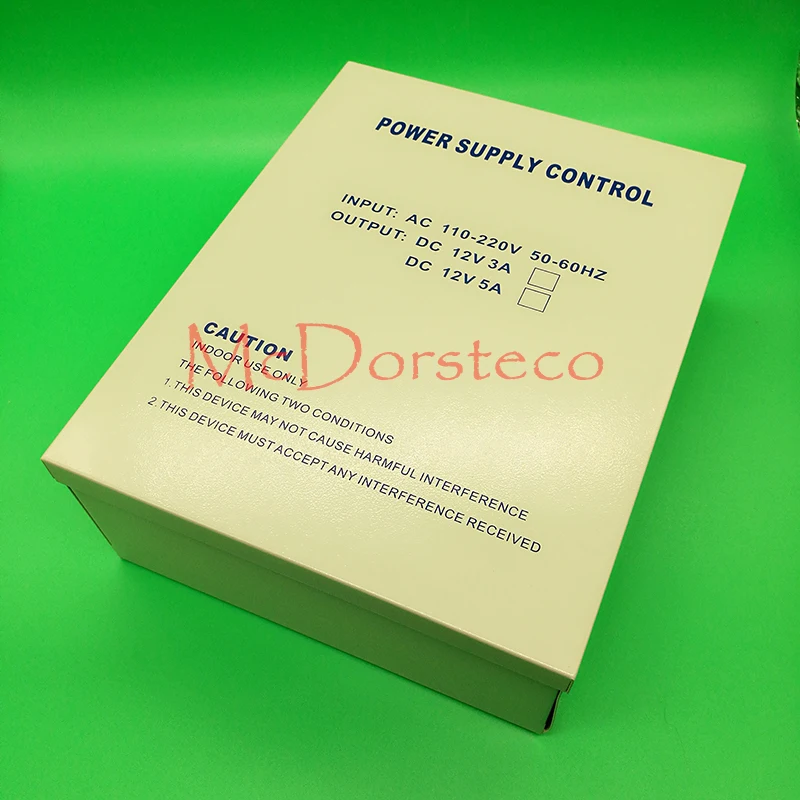 POWER SUPPLY CONTROL
INPUT: AC 110-220V 50-60HZ
OUTPUT: DC 12V 3A
DC 12V 5A
CAUTION
INDOOR USE ONLY
THE FOLLOWING TWO CONDITIONS
1. THIS DEVICE MAY NOT CAUSE HARMFUL INTERFERENCE
2. THIS DEVICE MUST ACCEPT ANY INTERFERENCE RECEIVED
McDorsteco